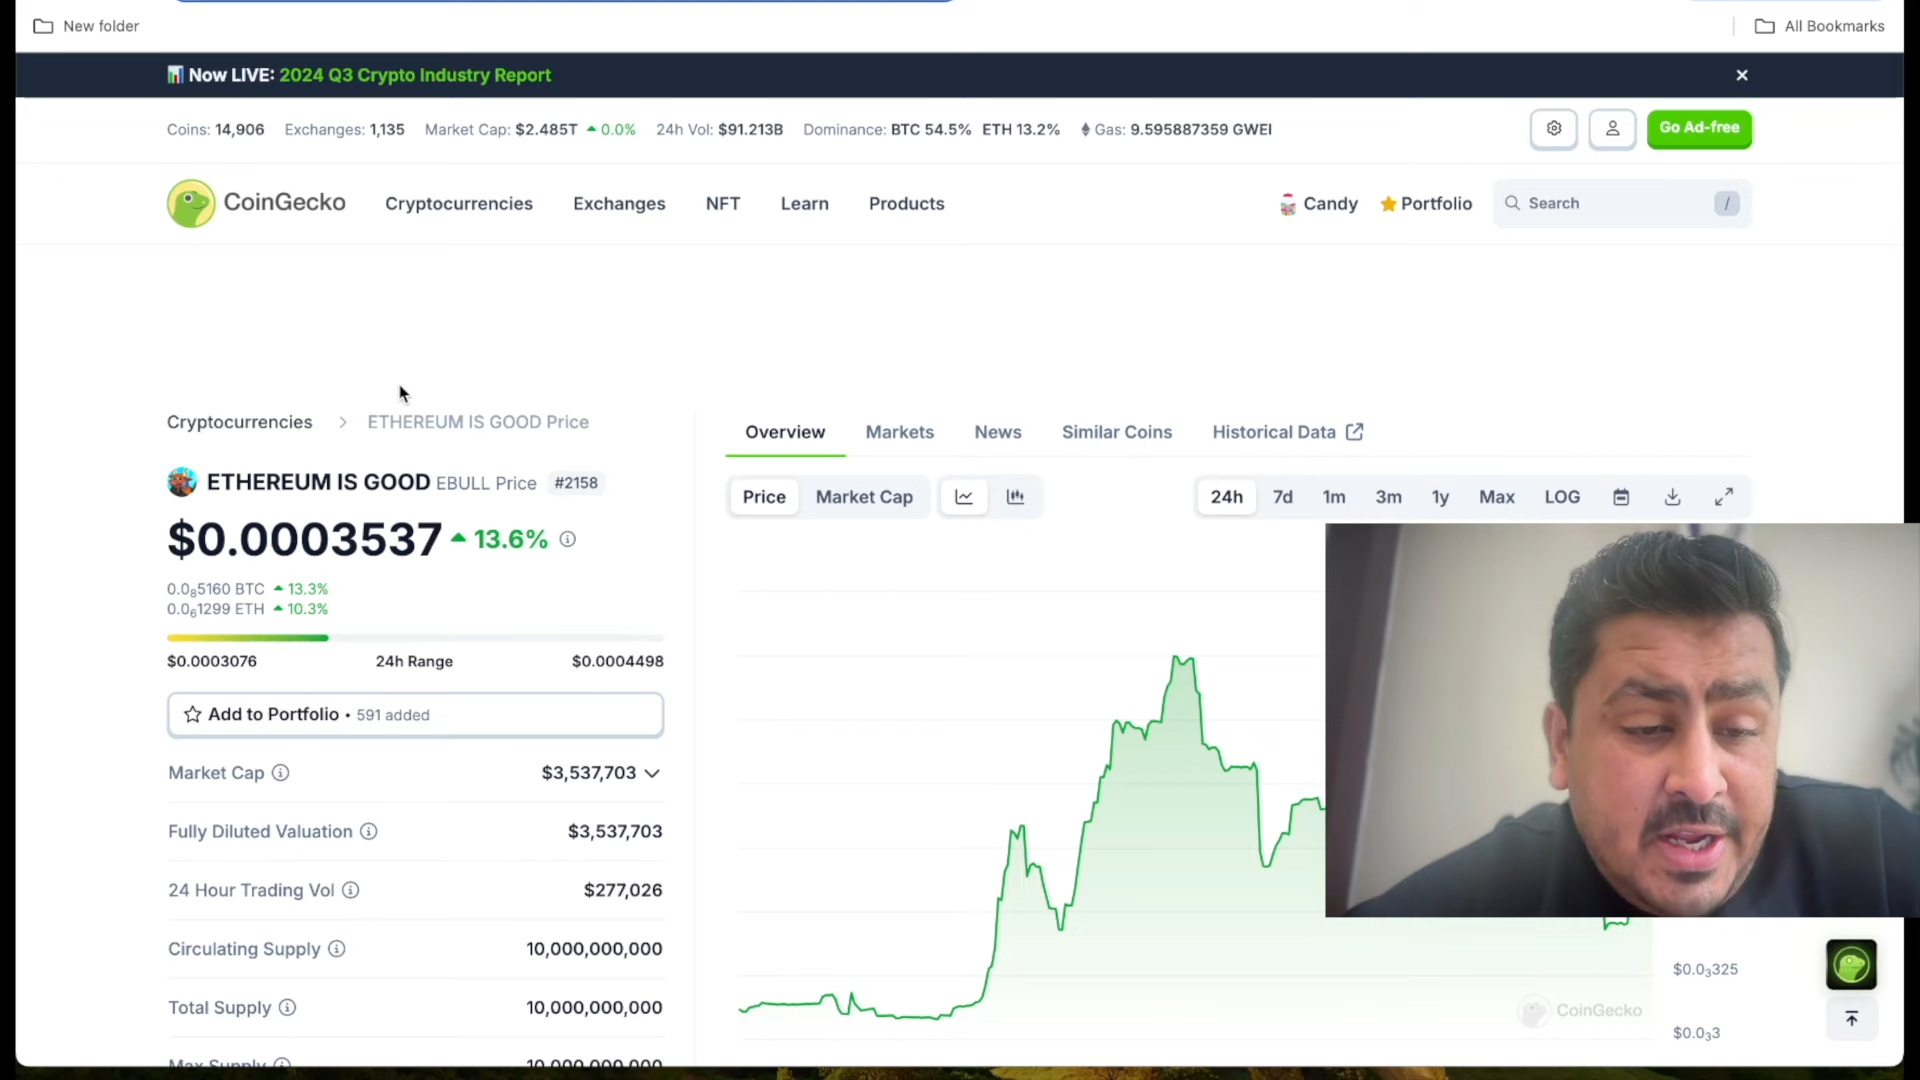 New folder
All Bookmarks
Now LIVE: 2024 Q3 Crypto Industry Report
Coins: 14,906 Exchanges: 1,135 Market Cap: $2.485T 0.0% 24h Vol: $91.213B Dominance: BTC 54.5% ETH 13.2% Gas: 9.595887359 GWEI
Go Ad-free
CoinGecko Cryptocurrencies Exchanges NFT Learn Products Candy Portfolio Search /
Cryptocurrencies > ETHEREUM IS GOOD Price
ETHEREUM IS GOOD EBULL Price #2158
$0.0003537 13.6%
0.0₈5160 BTC 13.3%
0.0₆1299 ETH 10.3%
$0.0003076 24h Range $0.0004498
Add to Portfolio • 591 added
Market Cap $3,537,703
Fully Diluted Valuation $3,537,703
24 Hour Trading Vol $277,026
Circulating Supply 10,000,000,000
Total Supply 10,000,000,000
Max Supply 10,000,000,000
Overview Markets News Similar Coins Historical Data
Price Market Cap
24h 7d 1m 3m 1y Max LOG
$0.0₃325
CoinGecko
$0.0₃3